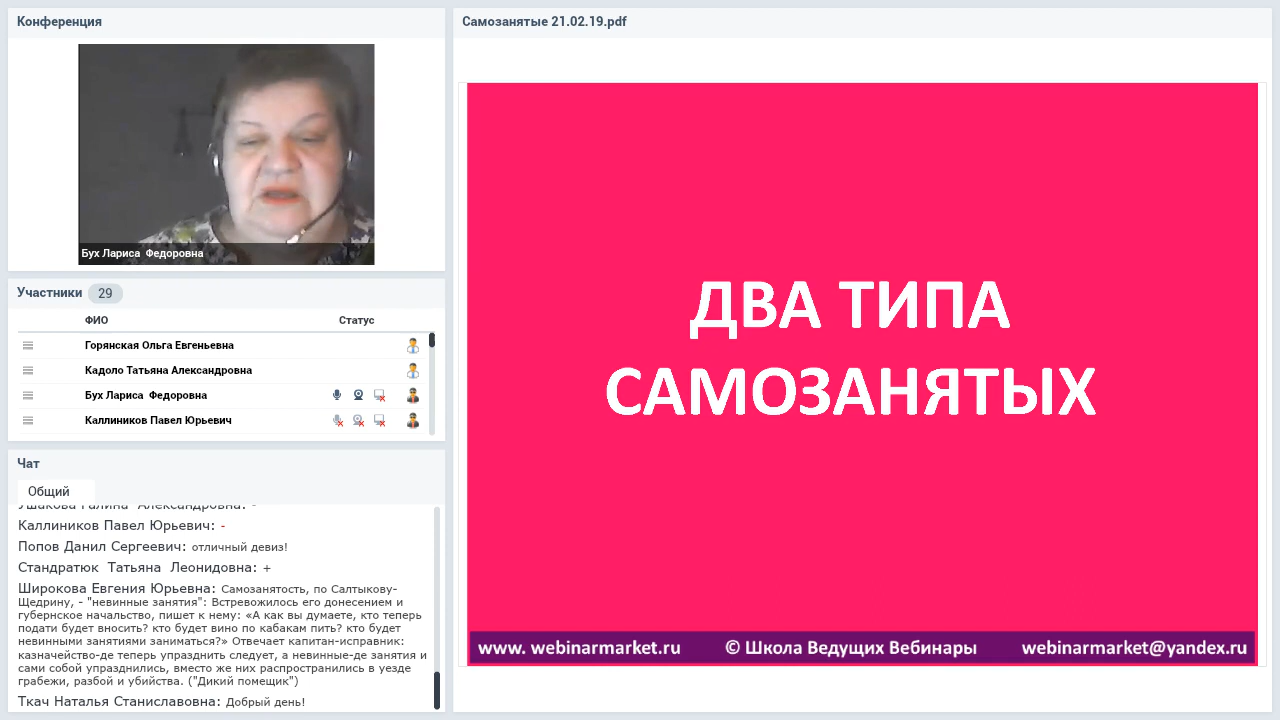 Конференция
Бух Лариса  Федоровна
Участники 29
ФИО Статус
Горянская Ольга Евгеньевна
Кадоло Татьяна Александровна
Бух Лариса  Федоровна
Каллиников Павел Юрьевич
Чат
Общий
Ушакова Галина  Александровна: -
Каллиников Павел Юрьевич: -
Попов Данил Сергеевич: отличный девиз!
Стандратюк  Татьяна  Леонидовна: +
Широкова Евгения Юрьевна: Самозанятость, по Салтыкову-
Щедрину, - "невинные занятия": Встревожилось его донесением и
губернское начальство, пишет к нему: «А как вы думаете, кто теперь
подати будет вносить? кто будет вино по кабакам пить? кто будет
невинными занятиями заниматься?» Отвечает капитан-исправник:
казначейство-де теперь упразднить следует, а невинные-де занятия и
сами собой упразднились, вместо же них распространились в уезде
грабежи, разбой и убийства. ("Дикий помещик")
Ткач Наталья Станиславовна: Добрый день!
Самозанятые 21.02.19.pdf
ДВА ТИПА
САМОЗАНЯТЫХ
www. webinarmarket.ru © Школа Ведущих Вебинары webinarmarket@yandex.ru